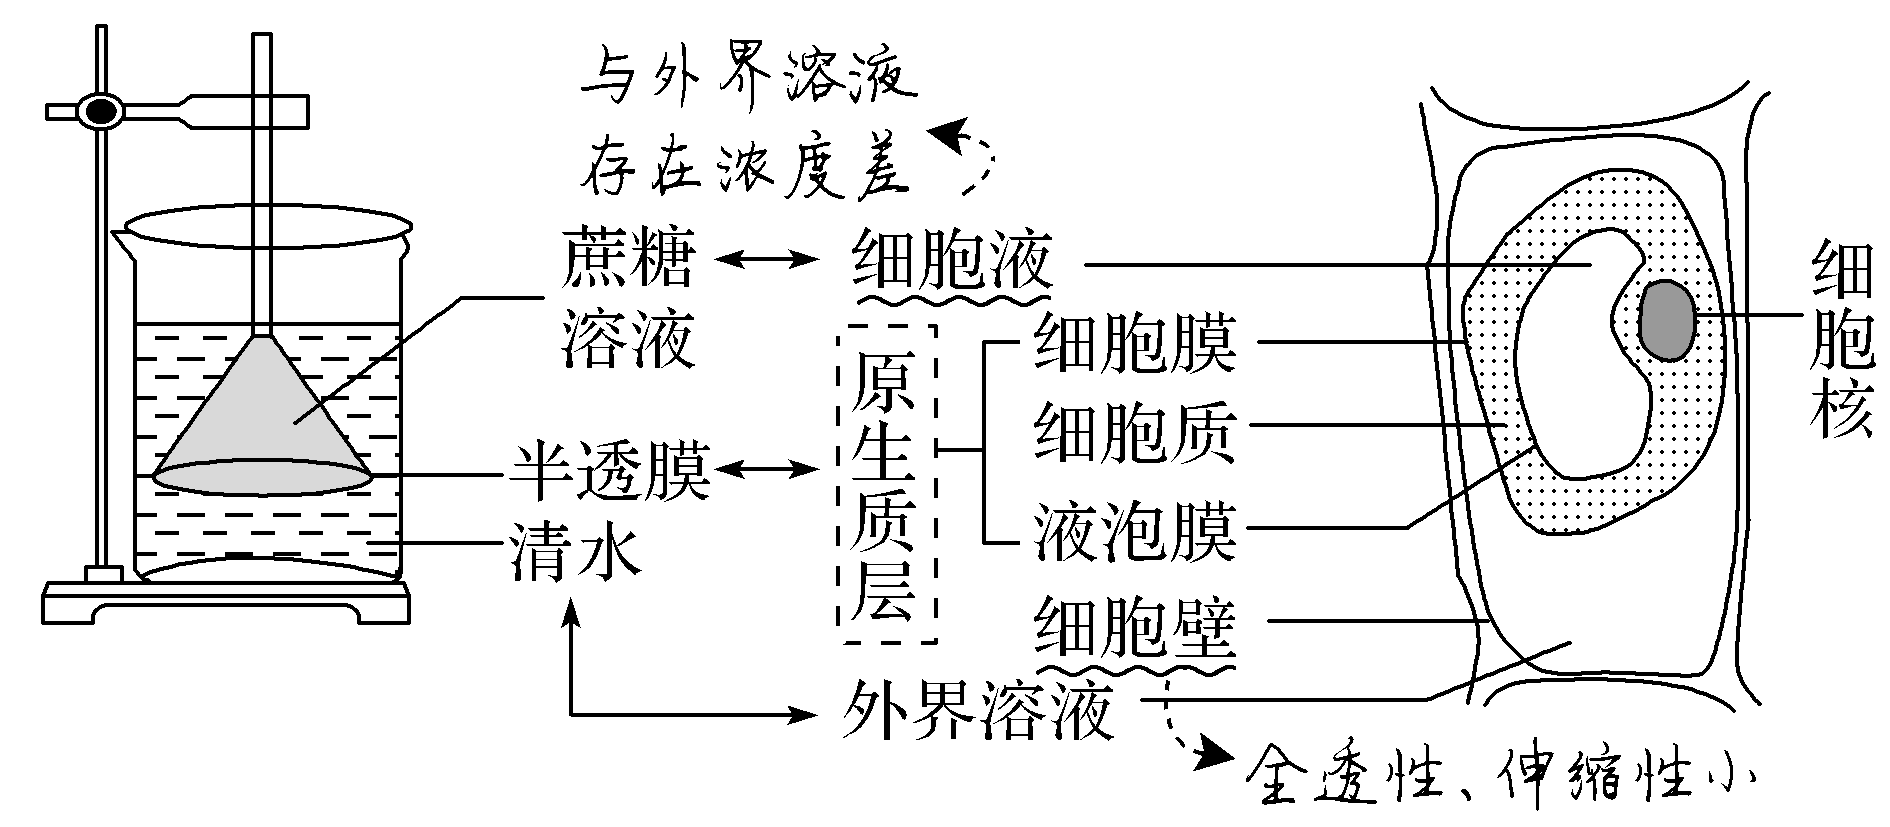 与外界溶液
存在浓度差
蔗糖
溶液
细胞液
半透膜
清水
原生质层
细胞膜
细胞质
液泡膜
细胞壁
外界溶液
全透性、伸缩性小
细胞核